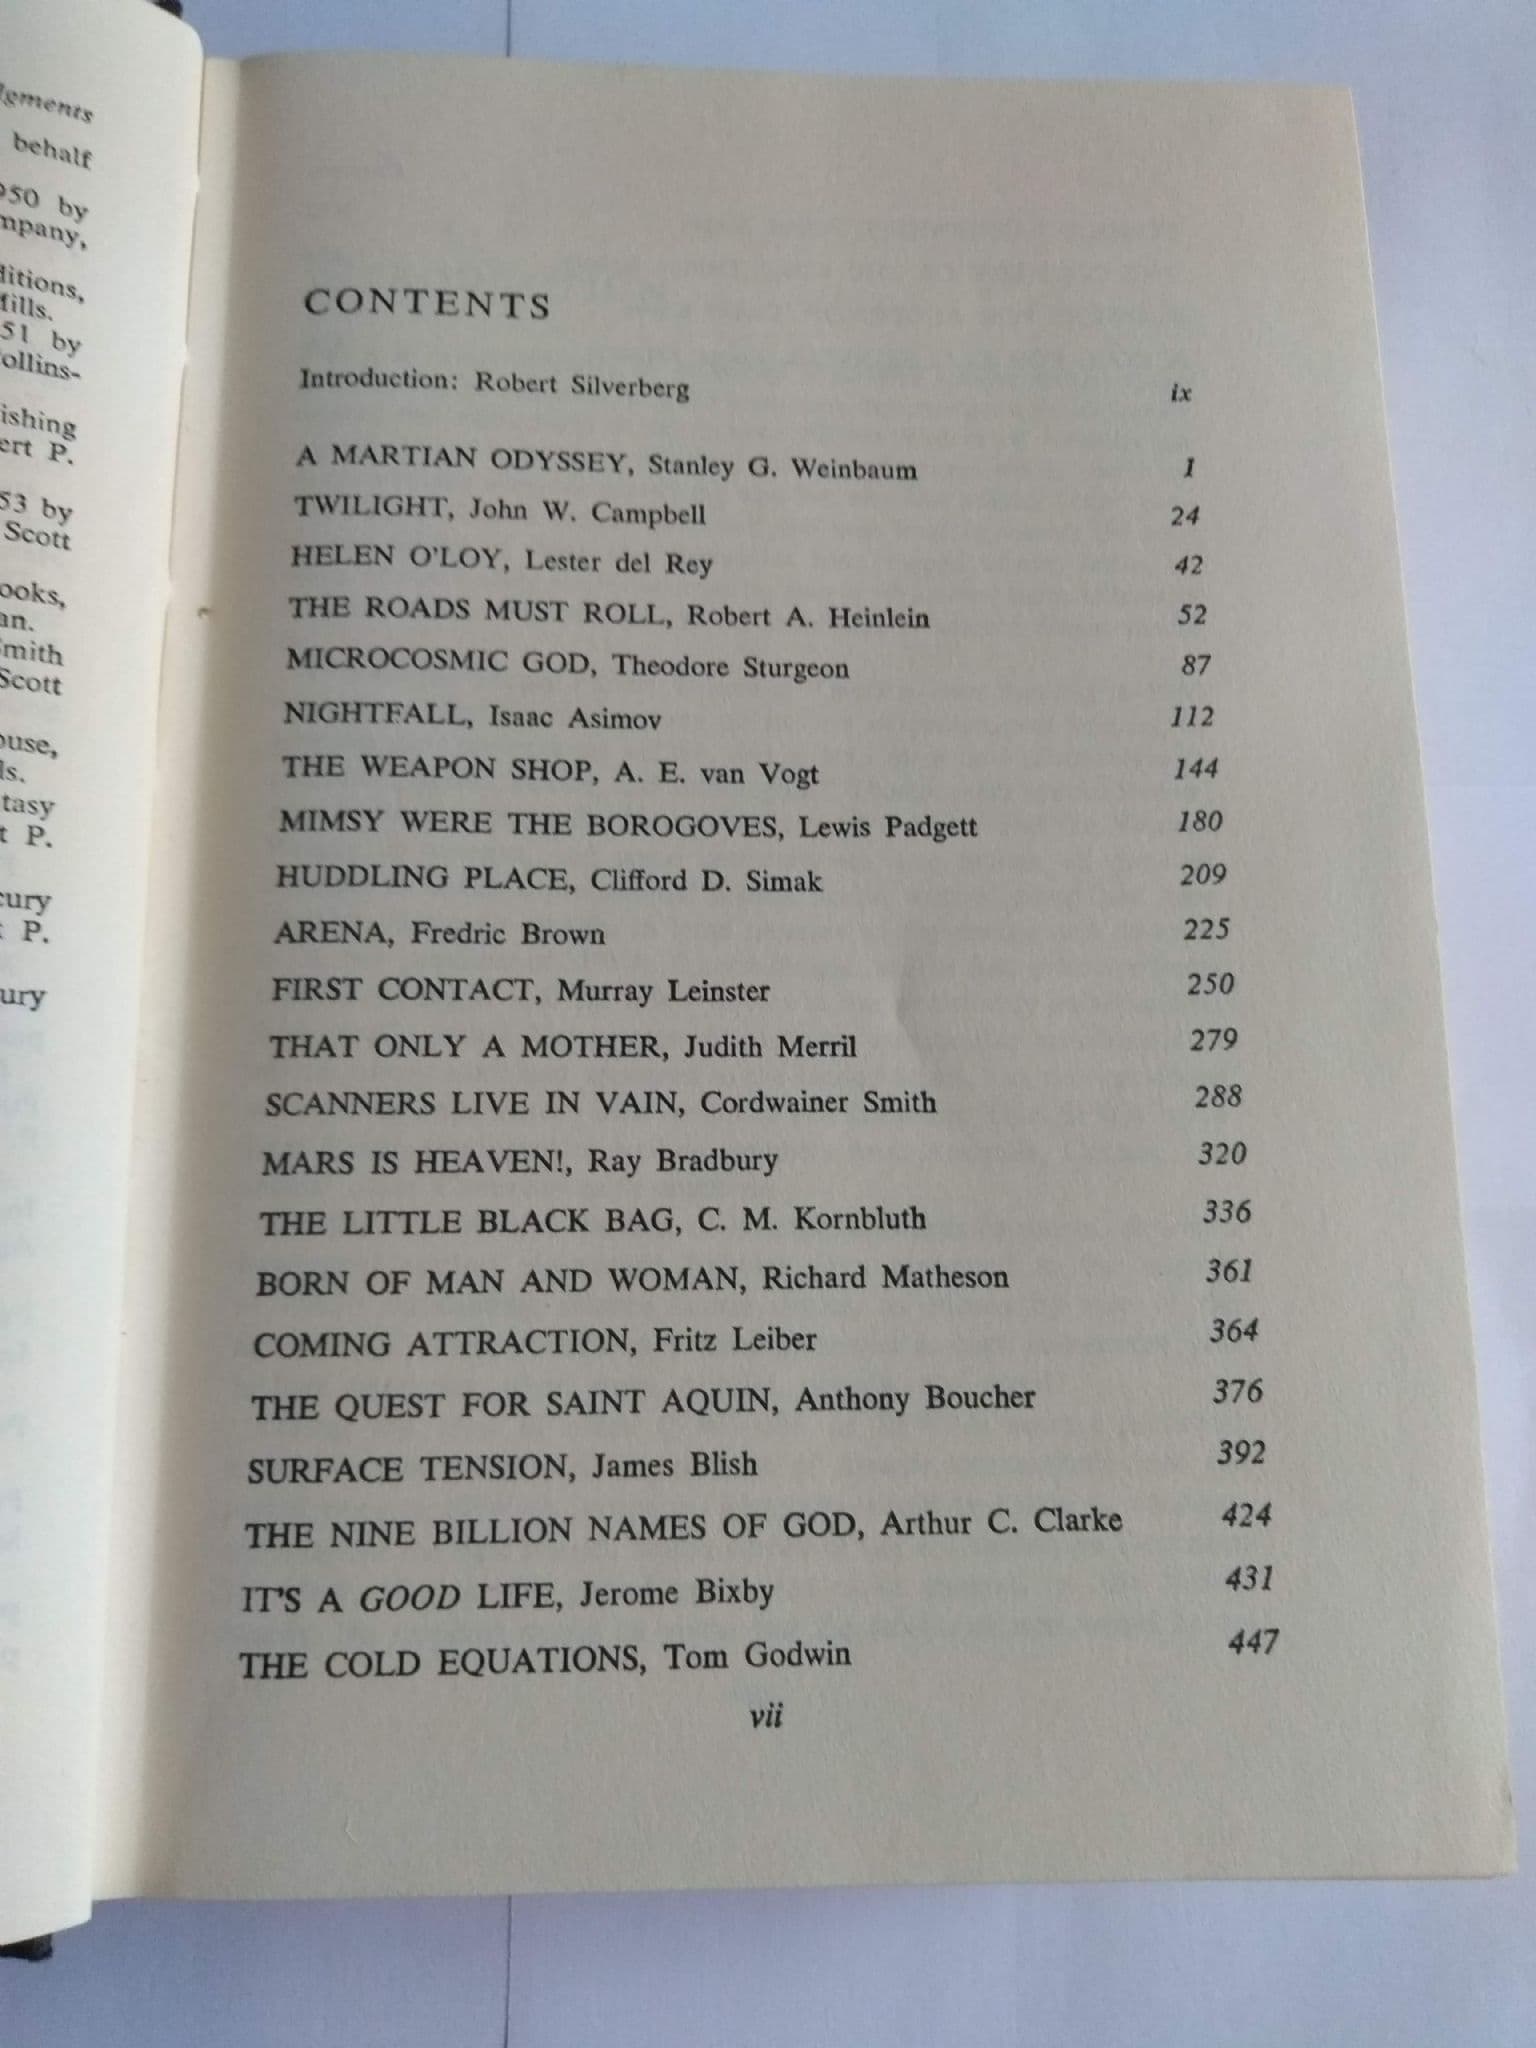 behalf
by
by
P.
53 by
Scott
Scott
P.
P.
CONTENTS
Introduction: Robert Silverberg ix
A MARTIAN ODYSSEY, Stanley G. Weinbaum 1
TWILIGHT, John W. Campbell 24
HELEN O'LOY, Lester del Rey 42
THE ROADS MUST ROLL, Robert A. Heinlein 52
MICROCOSMIC GOD, Theodore Sturgeon 87
NIGHTFALL, Isaac Asimov 112
THE WEAPON SHOP, A. E. van Vogt 144
MIMSY WERE THE BOROGOVES, Lewis Padgett 180
HUDDLING PLACE, Clifford D. Simak 209
ARENA, Fredric Brown 225
FIRST CONTACT, Murray Leinster 250
THAT ONLY A MOTHER, Judith Merril 279
SCANNERS LIVE IN VAIN, Cordwainer Smith 288
MARS IS HEAVEN!, Ray Bradbury 320
THE LITTLE BLACK BAG, C. M. Kornbluth 336
BORN OF MAN AND WOMAN, Richard Matheson 361
COMING ATTRACTION, Fritz Leiber 364
THE QUEST FOR SAINT AQUIN, Anthony Boucher 376
SURFACE TENSION, James Blish 392
THE NINE BILLION NAMES OF GOD, Arthur C. Clarke 424
IT'S A GOOD LIFE, Jerome Bixby 431
THE COLD EQUATIONS, Tom Godwin 447
vii